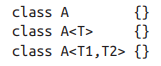 class A        {}
class A<T>     {}
class A<T1,T2> {}